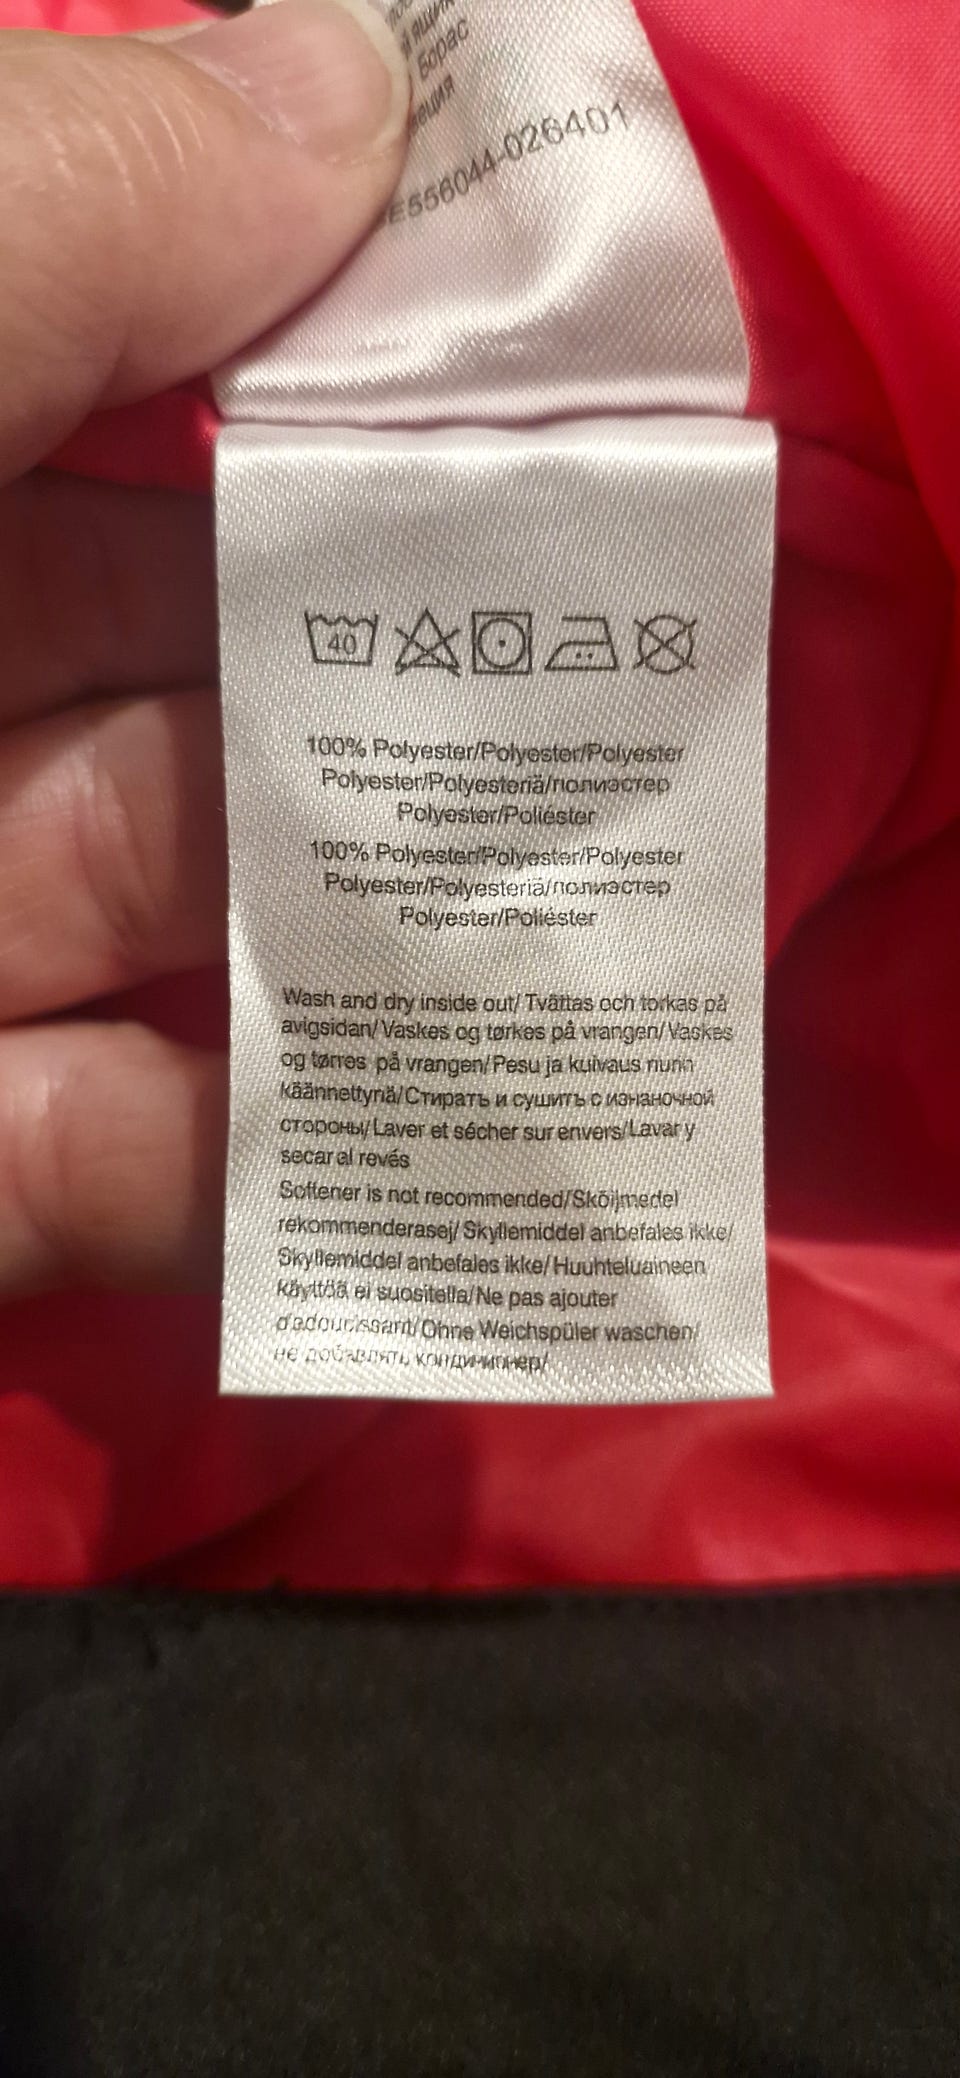 Борас
E556044-026401
40
100% Polyester/Polyester/Polyester
Polyester/Polyesteriä/полиэстер
Polyester/Poliéster
100% Polyester/Polyester/Polyester
Polyester/Polyesteriä/полиэстер
Polyester/Poliéster
Wash and dry inside out/ Tvättas och torkas på
avigsidan/ Vaskes og tørkes på vrangen/ Vaskes
og tørres på vrangen/ Pesu ja kuivaus nurin
käännettynä/ Стирать и сушить с изнаночной
стороны/ Laver et sécher sur envers/ Lavar y
secar al revés
Softener is not recommended/ Sköljmedel
rekommenderas ej/ Skyllemiddel anbefales ikke/
Skyllemiddel anbefales ikke/ Huuhteluaineen
käyttöä ei suositella/ Ne pas ajouter
d'adoucissant/ Ohne Weichspüler waschen/
не добавлять кондиционер/